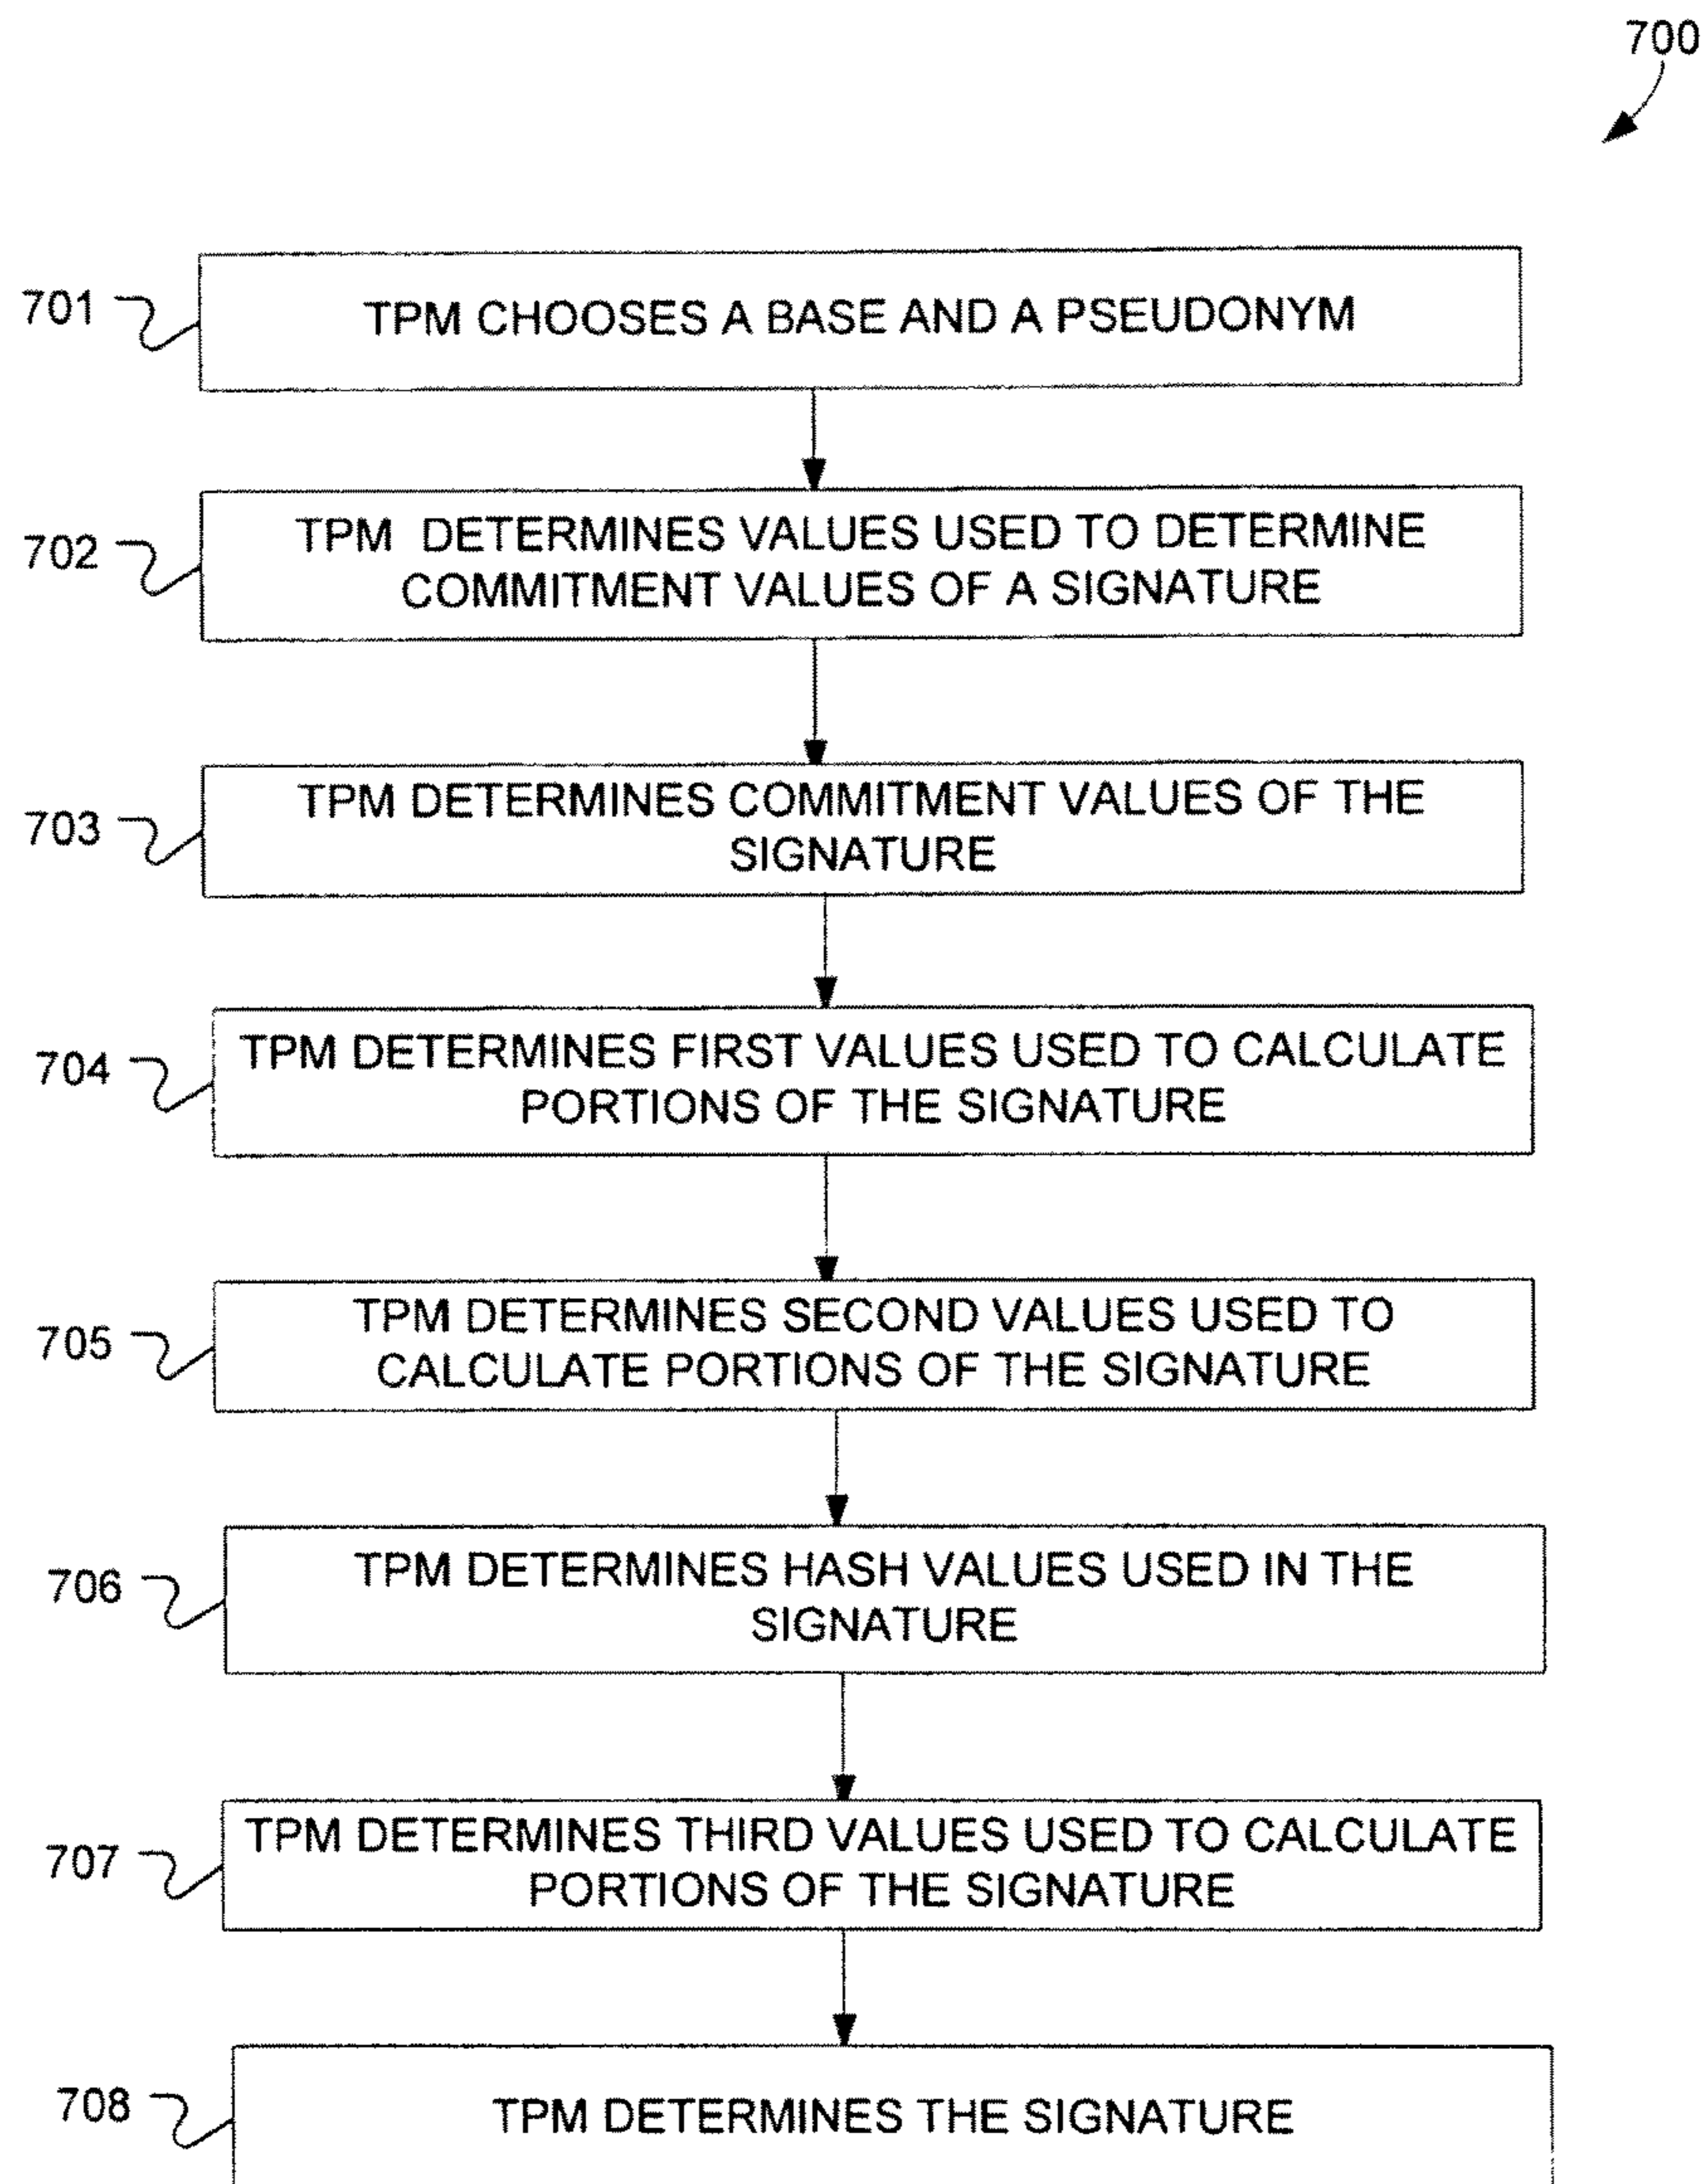 700
701
TPM CHOOSES A BASE AND A PSEUDONYM
702
TPM DETERMINES VALUES USED TO DETERMINE
COMMITMENT VALUES OF A SIGNATURE
703
TPM DETERMINES COMMITMENT VALUES OF THE
SIGNATURE
704
TPM DETERMINES FIRST VALUES USED TO CALCULATE
PORTIONS OF THE SIGNATURE
705
TPM DETERMINES SECOND VALUES USED TO
CALCULATE PORTIONS OF THE SIGNATURE
706
TPM DETERMINES HASH VALUES USED IN THE
SIGNATURE
707
TPM DETERMINES THIRD VALUES USED TO CALCULATE
PORTIONS OF THE SIGNATURE
708
TPM DETERMINES THE SIGNATURE